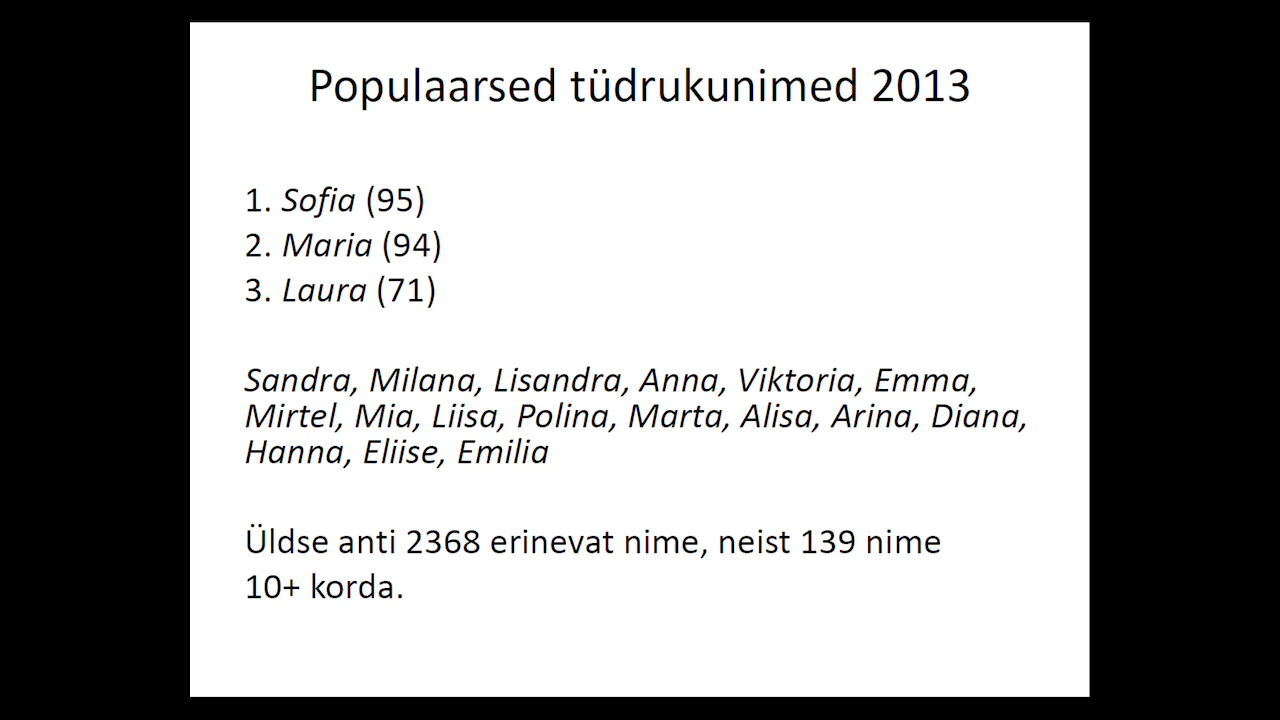 Populaarsed tüdrukunimed 2013
1. Sofia (95)
2. Maria (94)
3. Laura (71)
Sandra, Milana, Lisandra, Anna, Viktoria, Emma,
Mirtel, Mia, Liisa, Polina, Marta, Alisa, Arina, Diana,
Hanna, Eliise, Emilia
Üldse anti 2368 erinevat nime, neist 139 nime
10+ korda.